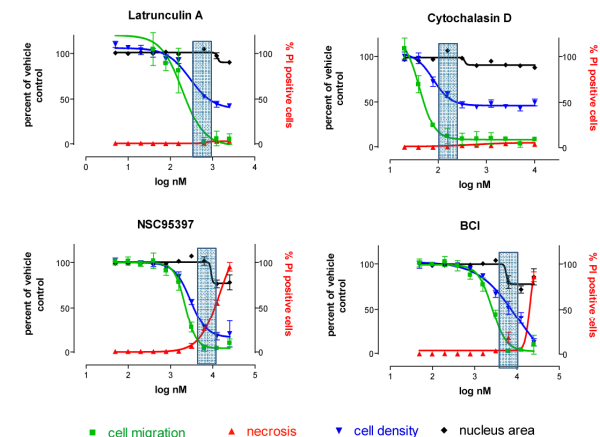 Latrunculin A
percent of vehicle
control
100
50
0
100
50
0
% PI positive
cells
0
1
2
3
4
log nM
Cytochalasin D
percent of vehicle
control
100
50
0
100
50
0
% PI positive
cells
1
2
3
4
log nM
NSC95397
percent of vehicle
control
100
50
0
100
50
0
% PI positive
cells
1
2
3
4
5
log nM
BCI
percent of vehicle
control
100
50
0
100
50
0
% PI positive
cells
1
2
3
4
5
log nM
cell migration
necrosis
cell density
nucleus area